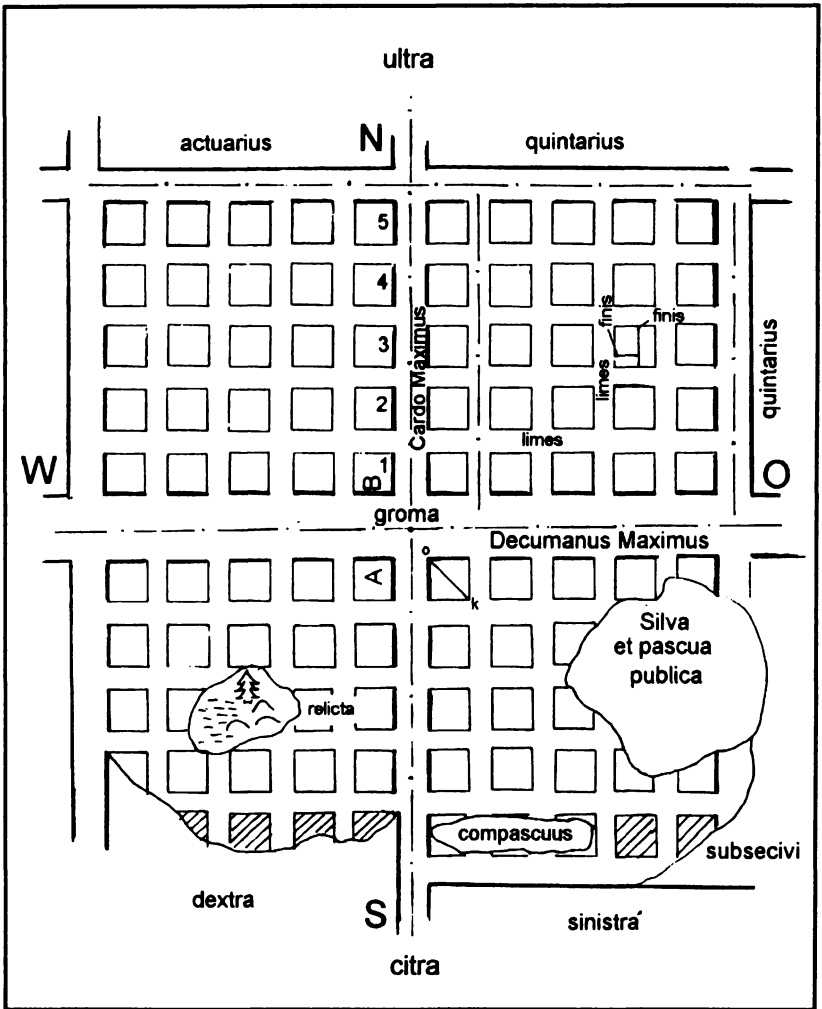 ultra
actuarius
N
quintarius
5
4
3
2
1
B
Cardo Maximus
finis
finis
limes
limes
quintarius
W
O
groma
Decumanus Maximus
o
k
A
Silva
et pascua
publica
relicta
compascuus
subsecivi
dextra
S
sinistra
citra